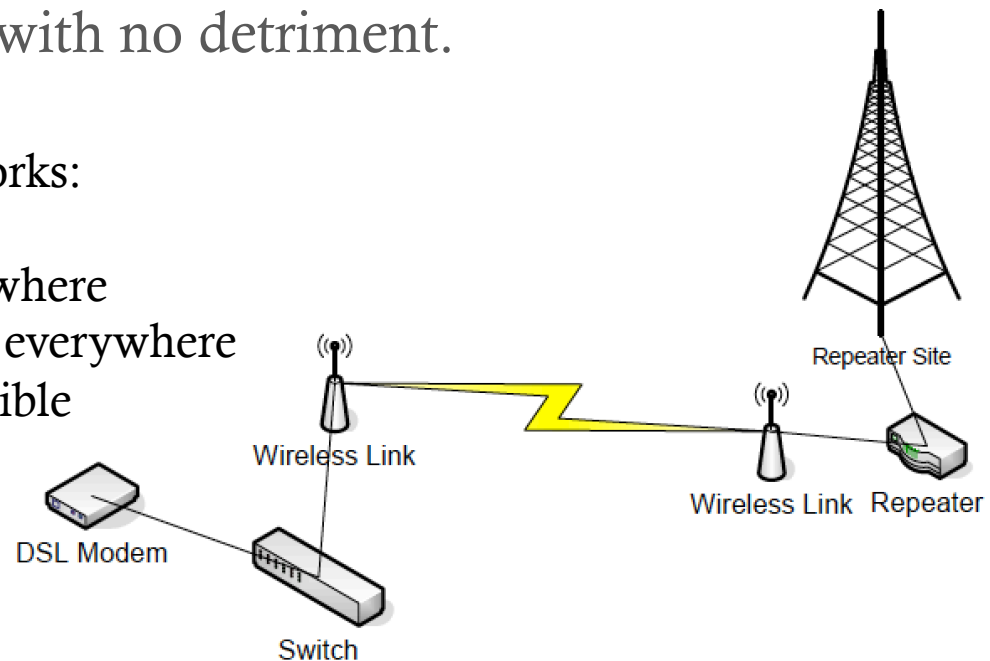 with no detriment.
orks:
where
everywhere
ible
Repeater Site
Wireless Link
Wireless Link
Repeater
DSL Modem
Switch